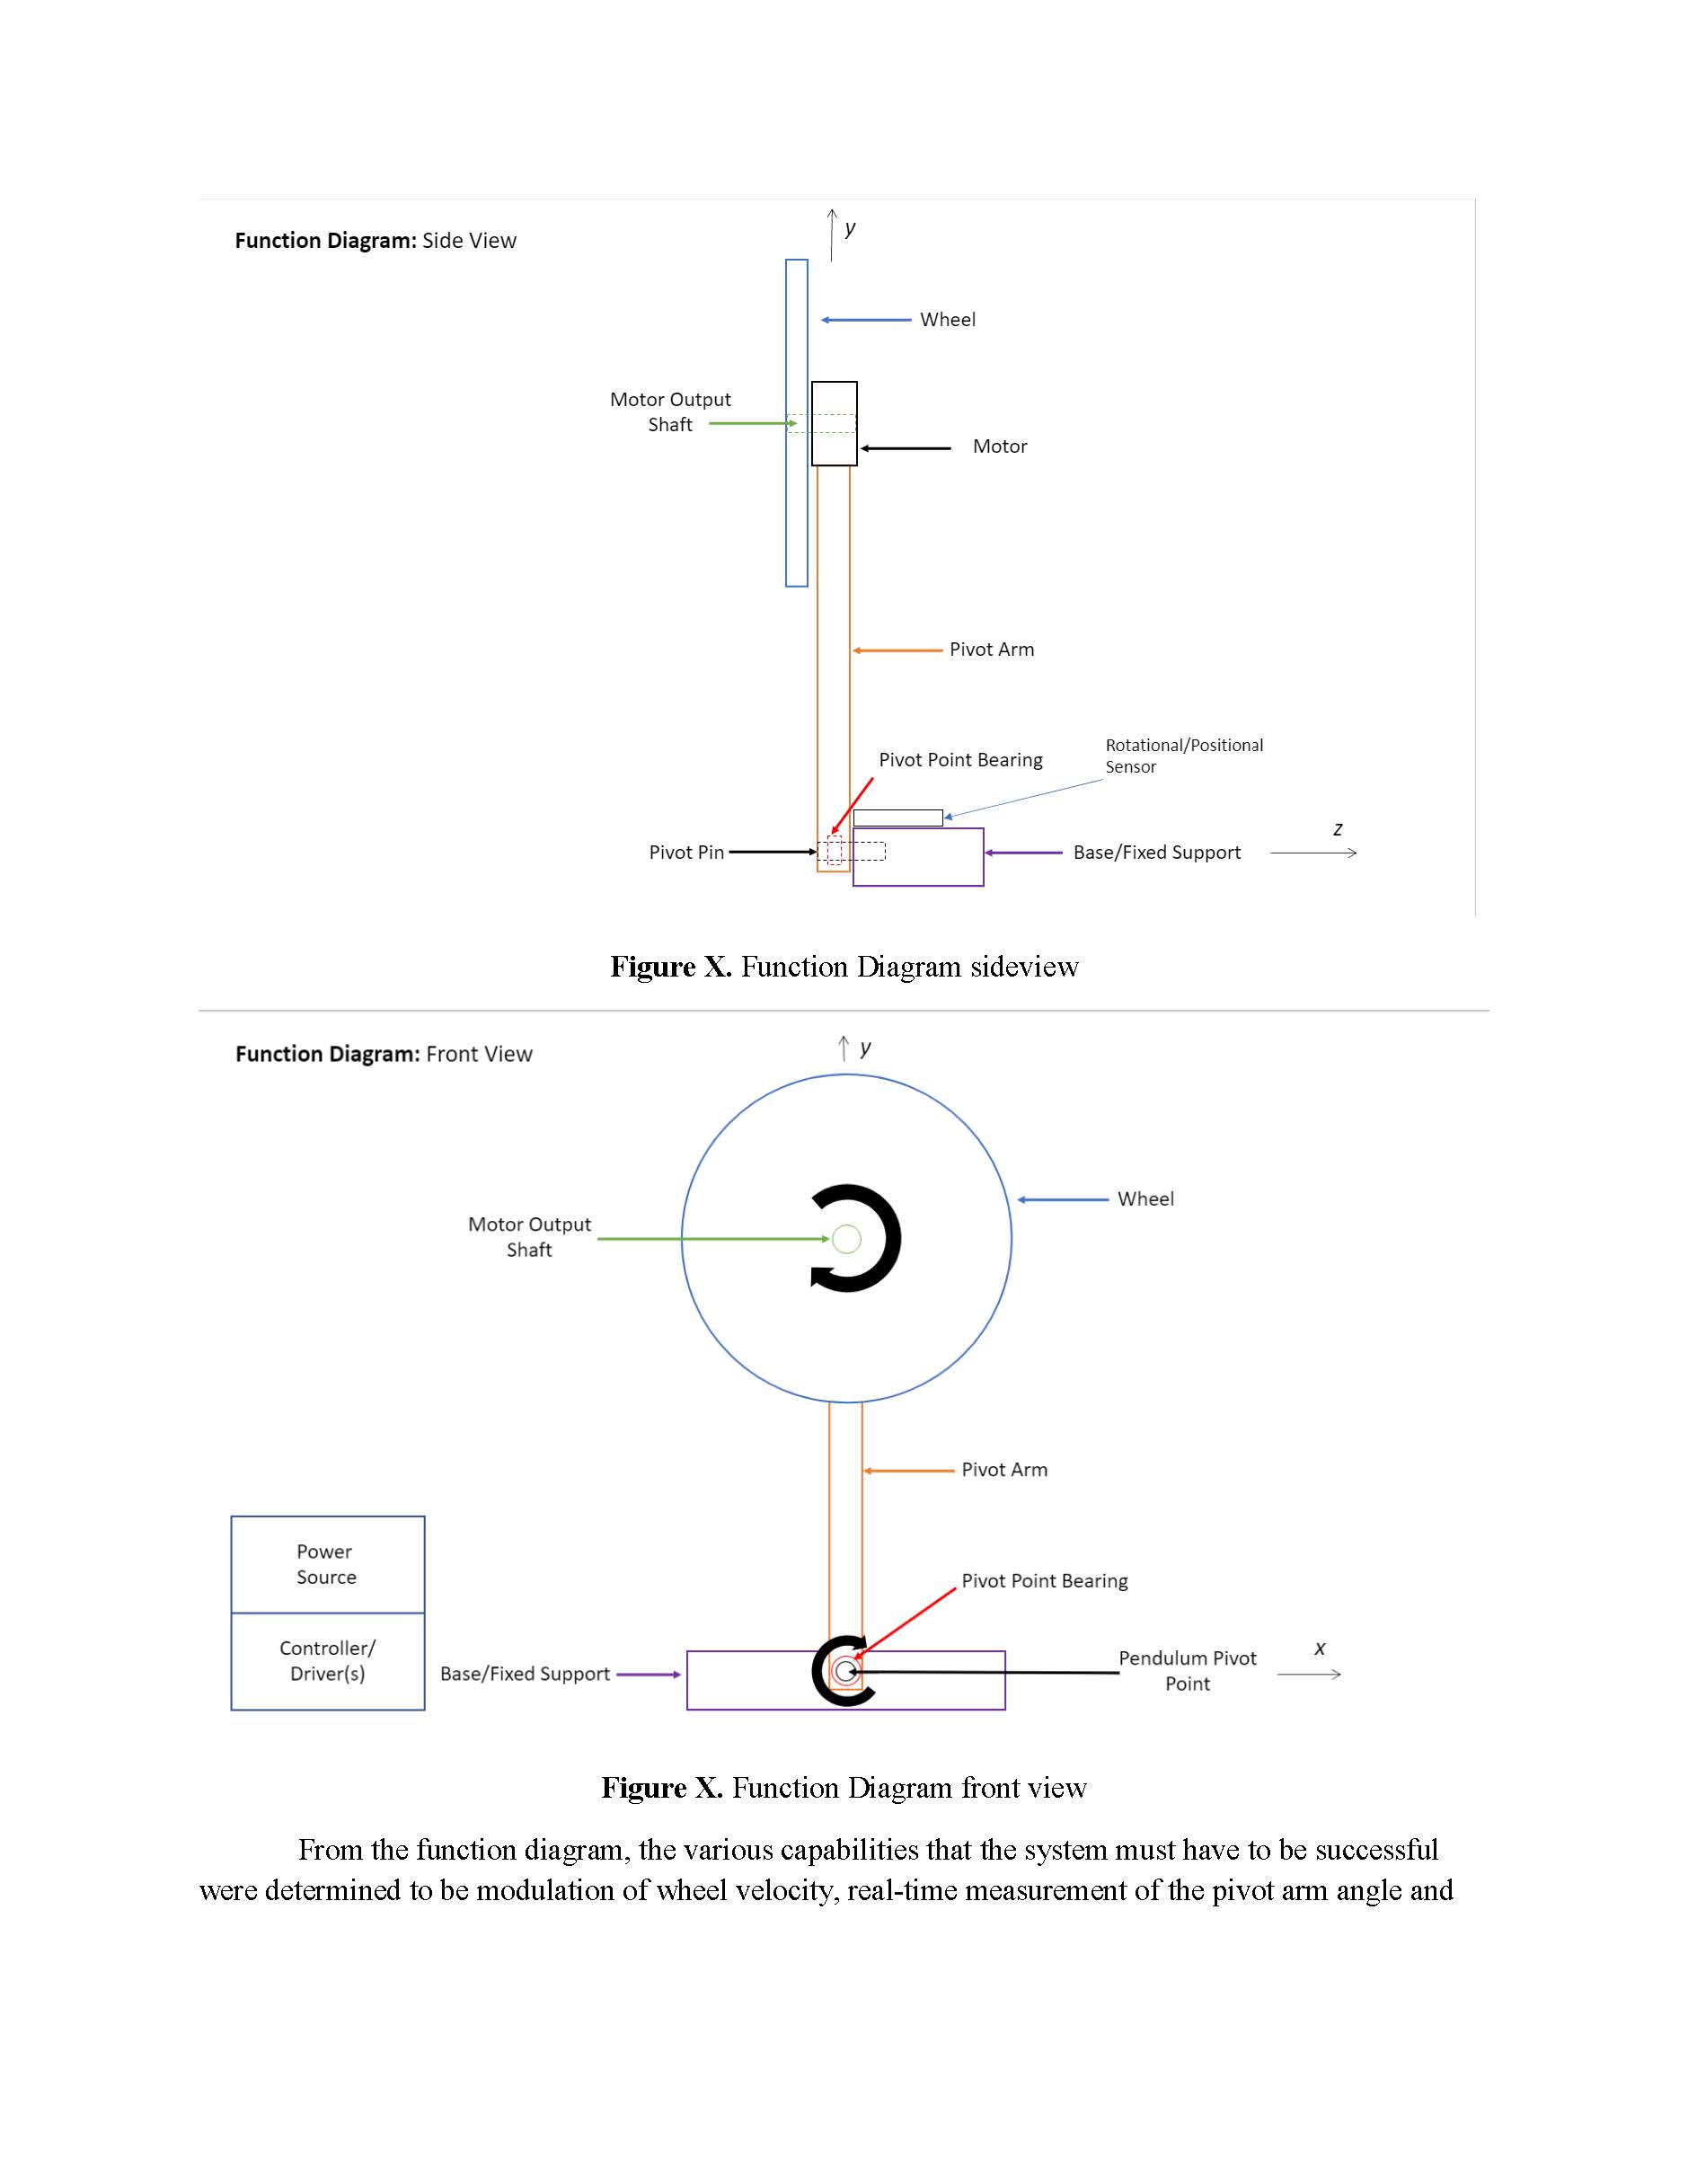 Function Diagram: Side View
y
Wheel
Motor Output
Shaft
Motor
Pivot Arm
Rotational/Positional
Sensor
Pivot Point Bearing
z
Pivot Pin
Base/Fixed Support
Figure X. Function Diagram sideview
Function Diagram: Front View
y
Wheel
Motor Output
Shaft
Pivot Arm
Power
Source
Pivot Point Bearing
Controller/
Driver(s)
Base/Fixed Support
Pendulum Pivot
Point
x
Figure X. Function Diagram front view
From the function diagram, the various capabilities that the system must have to be successful
were determined to be modulation of wheel velocity, real-time measurement of the pivot arm angle and